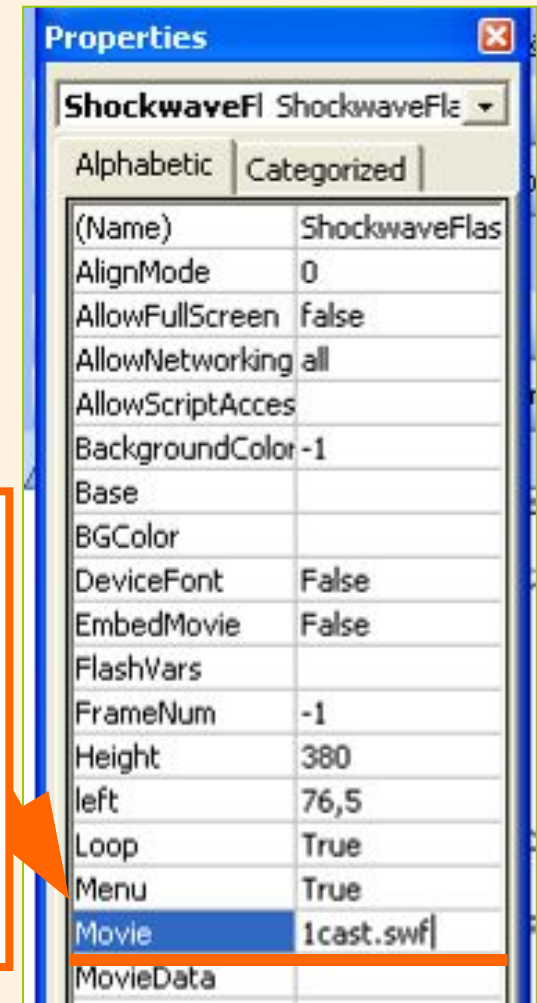 Properties
ShockwaveFl ShockwaveFla
Alphabetic Categorized
(Name) ShockwaveFlas
AlignMode 0
AllowFullScreen false
AllowNetworking all
AllowScriptAcces
BackgroundColor -1
Base
BGColor
DeviceFont False
EmbedMovie False
FlashVars
FrameNum -1
Height 380
left 76,5
Loop True
Menu True
Movie 1cast.swf
MovieData